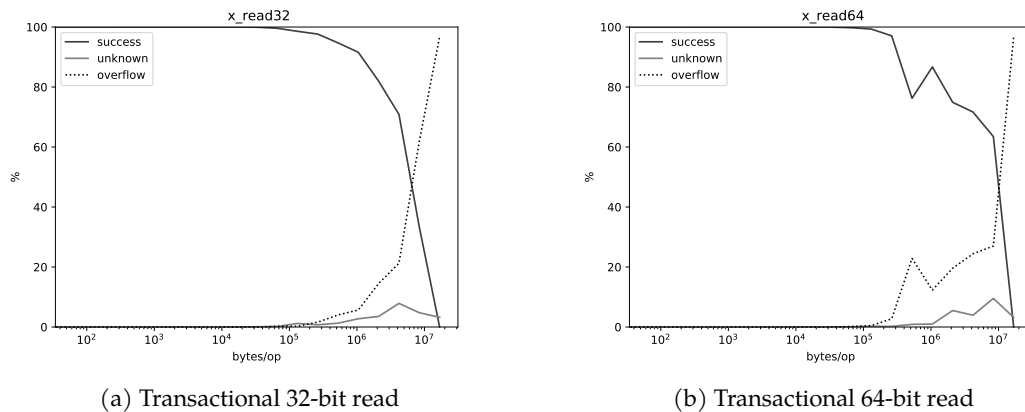 x_read32
success
unknown
overflow
100
80
60
40
20
0
%
10²
10³
10⁴
10⁵
10⁶
10⁷
bytes/op
(a) Transactional 32-bit read
x_read64
success
unknown
overflow
100
80
60
40
20
0
%
10²
10³
10⁴
10⁵
10⁶
10⁷
bytes/op
(b) Transactional 64-bit read